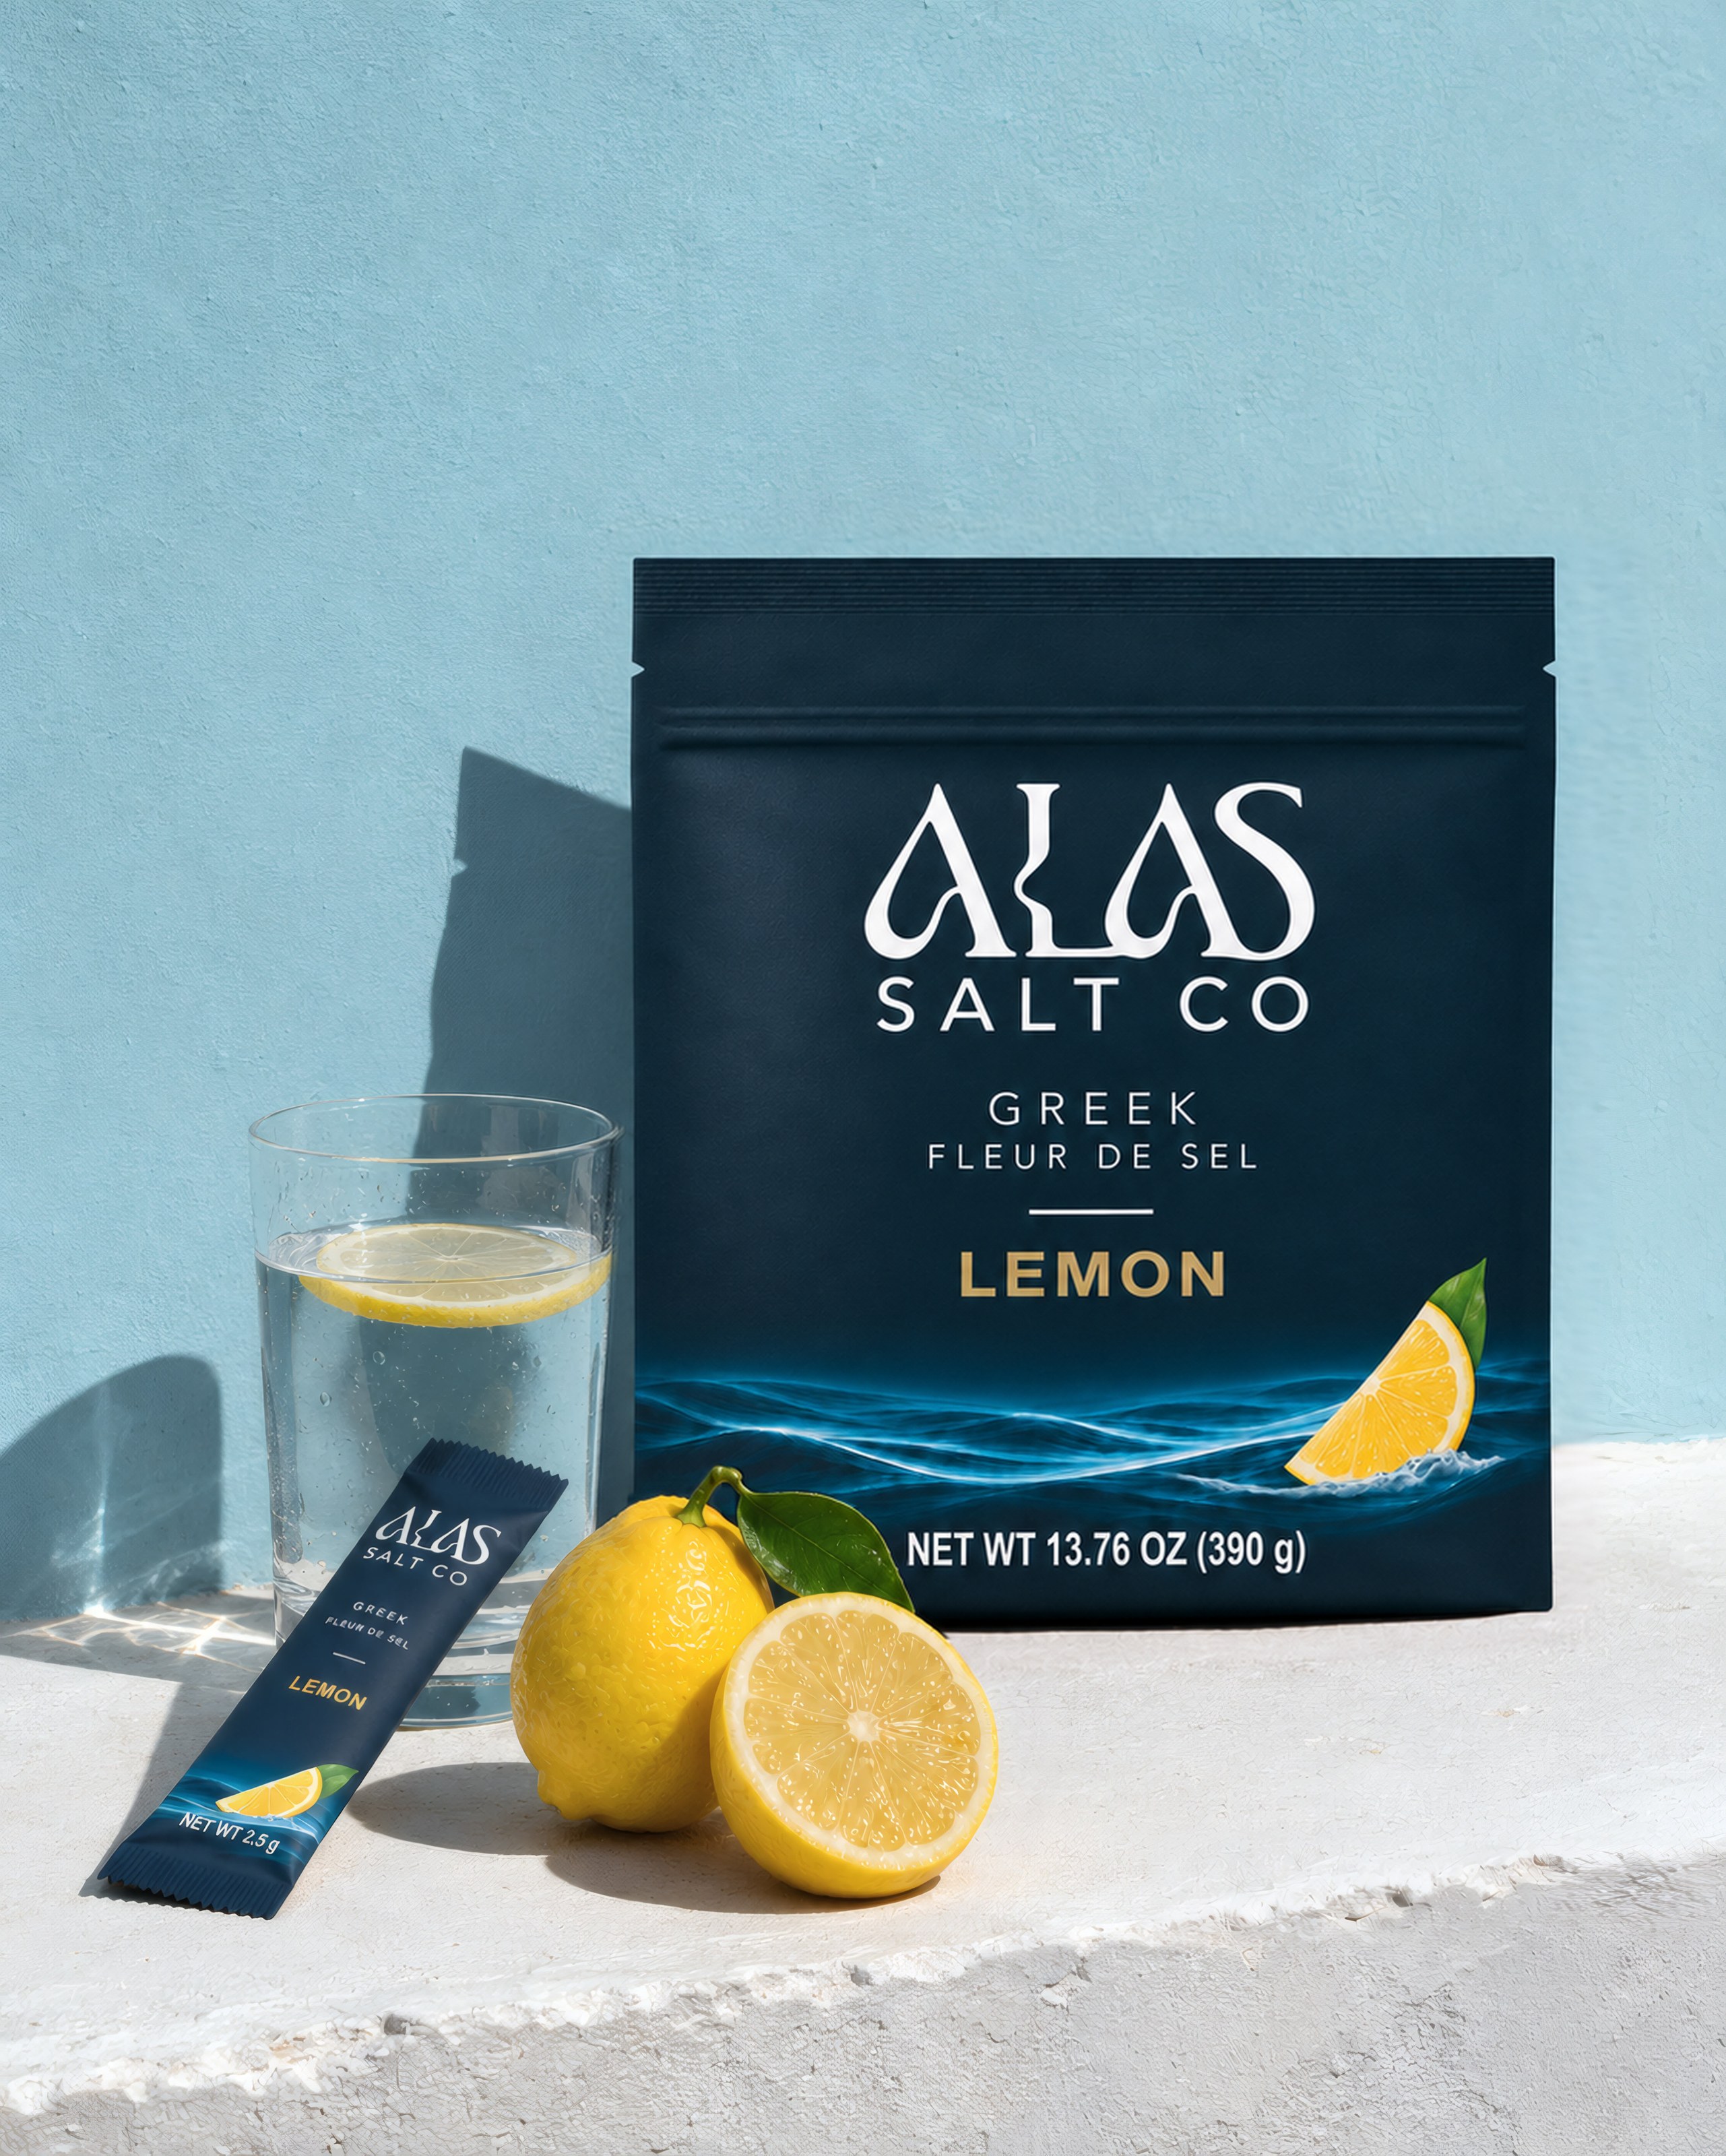 ALAS
SALT CO
GREEK
FLEUR DE SEL
LEMON
NET WT 13.76 OZ (390 g)
ALAS
SALT CO
GREEK
FLEUR DE SEL
LEMON
NET WT 2.5 g